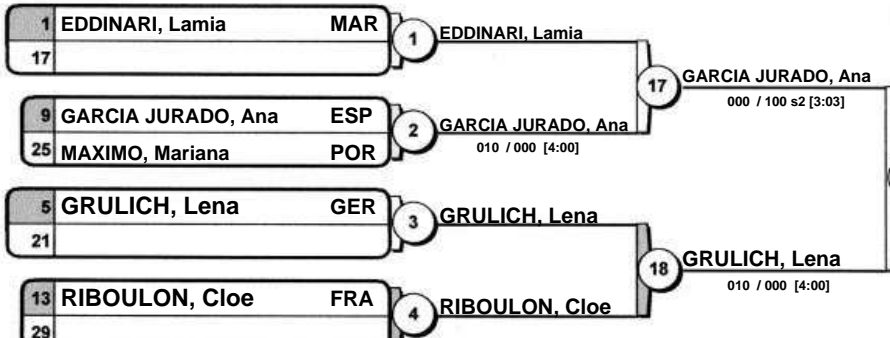 1 EDDINARI, Lamia MAR
17
1 EDDINARI, Lamia
9 GARCIA JURADO, Ana ESP
25 MAXIMO, Mariana POR
2 GARCIA JURADO, Ana
010 / 000 [4:00]
17 GARCIA JURADO, Ana
000 / 100 s2 [3:03]
5 GRULICH, Lena GER
21
3 GRULICH, Lena
13 RIBOULON, Cloe FRA
29
4 RIBOULON, Cloe
18 GRULICH, Lena
010 / 000 [4:00]